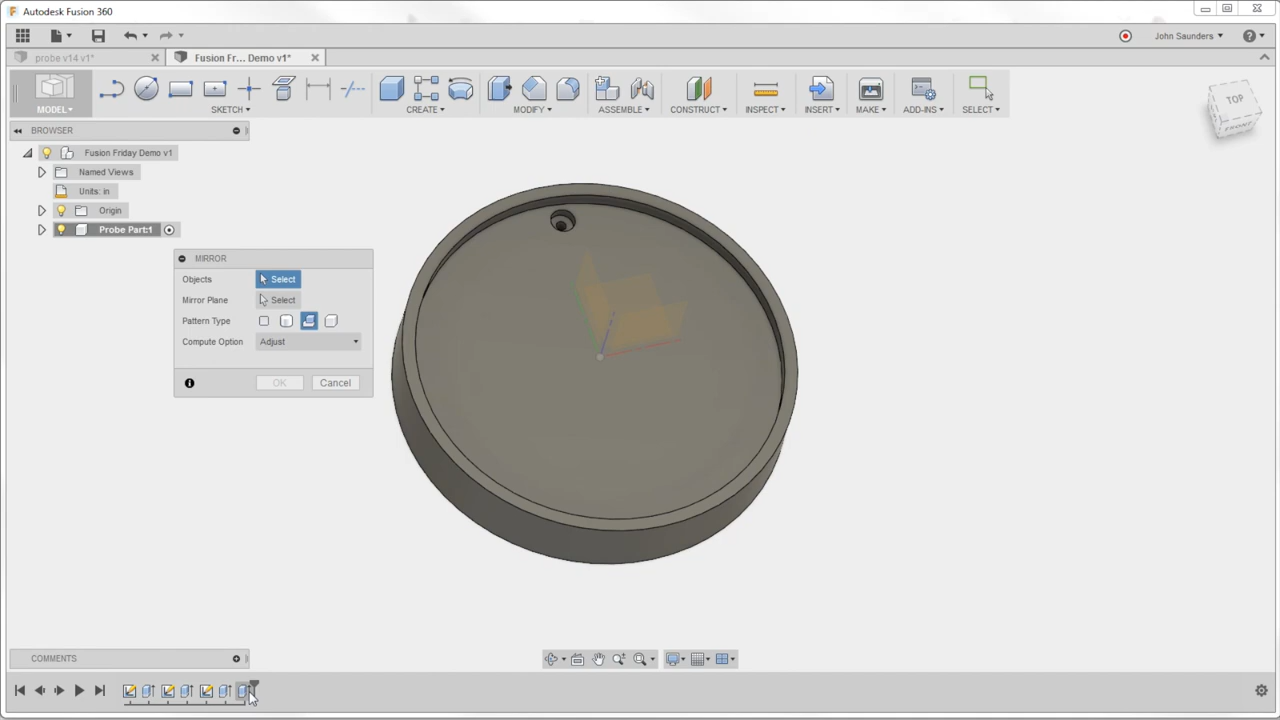 Autodesk Fusion 360
John Saunders
probe v14 v1*
Fusion Fr... Demo v1*
MODEL
SKETCH
CREATE
MODIFY
ASSEMBLE
CONSTRUCT
INSPECT
INSERT
MAKE
ADD-INS
SELECT
TOP
FRONT
BROWSER
Fusion Friday Demo v1
Named Views
Units: in
Origin
Probe Part:1
MIRROR
Objects Select
Mirror Plane Select
Pattern Type
Compute Option Adjust
OK Cancel
COMMENTS